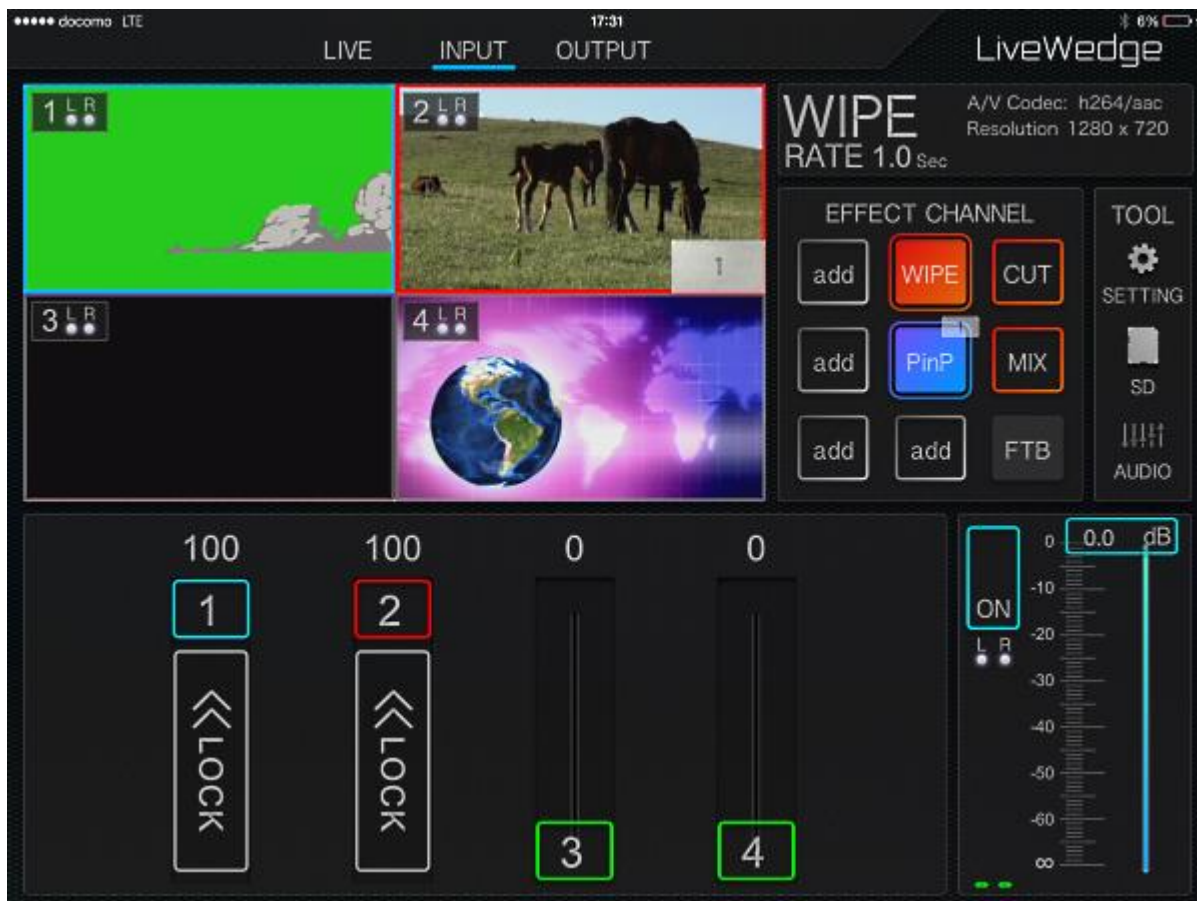 docomo LTE 17:31 6%
LIVE INPUT OUTPUT LiveWedge
1 L R
2 L R
1
3 L R
4 L R
WIPE
RATE 1.0 Sec
A/V Codec: h264/aac
Resolution 1280 x 720
EFFECT CHANNEL
add WIPE CUT
1
add PinP MIX
add add FTB
TOOL
SETTING
SD
AUDIO
100 100 0 0
1 2
LOCK LOCK
3 4
0.0 dB
ON
L R
0
-10
-20
-30
-40
-50
-60
∞